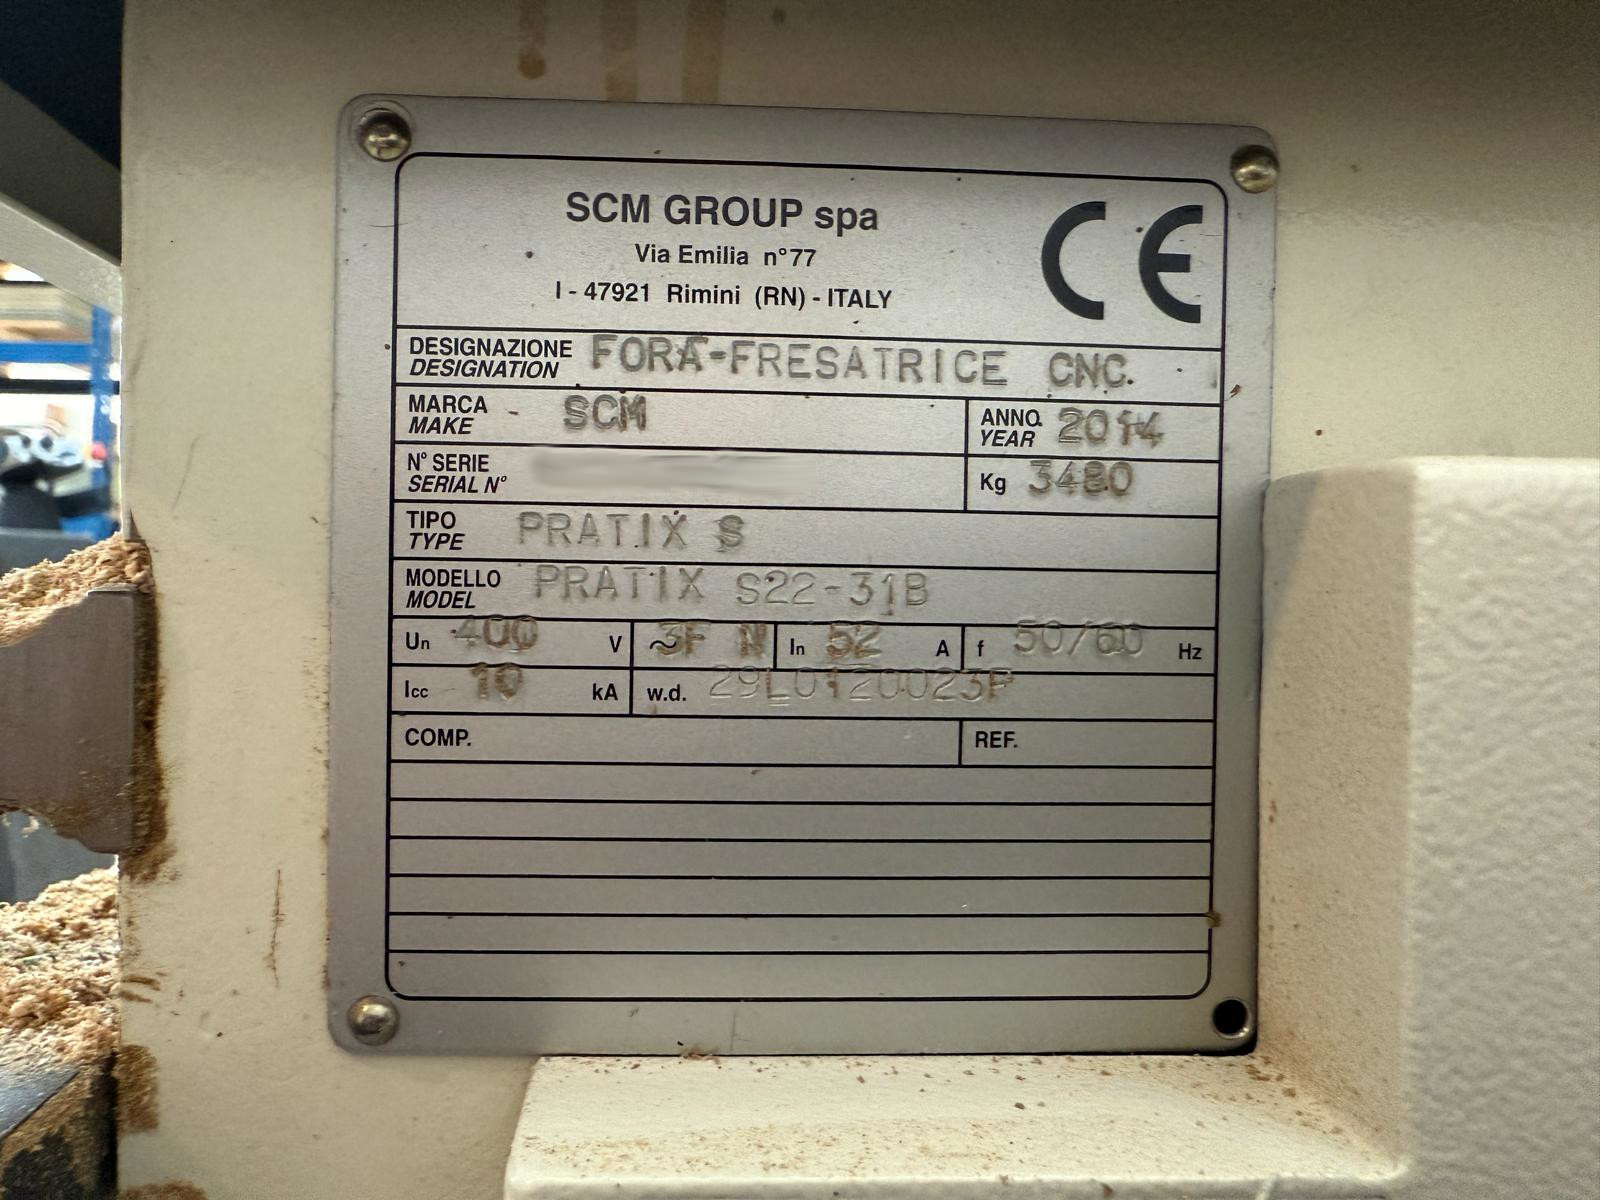 SCM GROUP spa
Via Emilia n°77
I - 47921 Rimini (RN) - ITALY
CE
DESIGNAZIONE FORA-FRESATRICE CNC.
DESIGNATION
MARCA SCM
MAKE
ANNO 2014
YEAR
N° SERIE
SERIAL N°
Kg 3480
TIPO PRATIX S
TYPE
MODELLO PRATIX S22-31B
MODEL
Un 400 V ~ 3F N In 52 A f 50/60 Hz
Icc 10 kA w.d. 29L0120023P
COMP. REF.